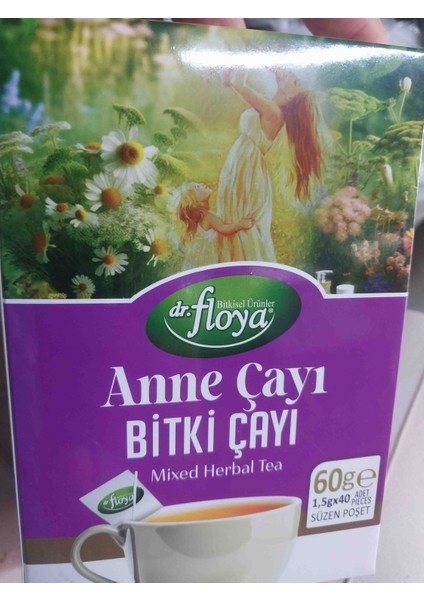 Bitkisel Ürünler
dr.floya®
Anne Çayı
BİTKİ ÇAYI
Mixed Herbal Tea
60g℮
1,5gx40 ADET PIECES
SÜZEN POŞET
dr.floya